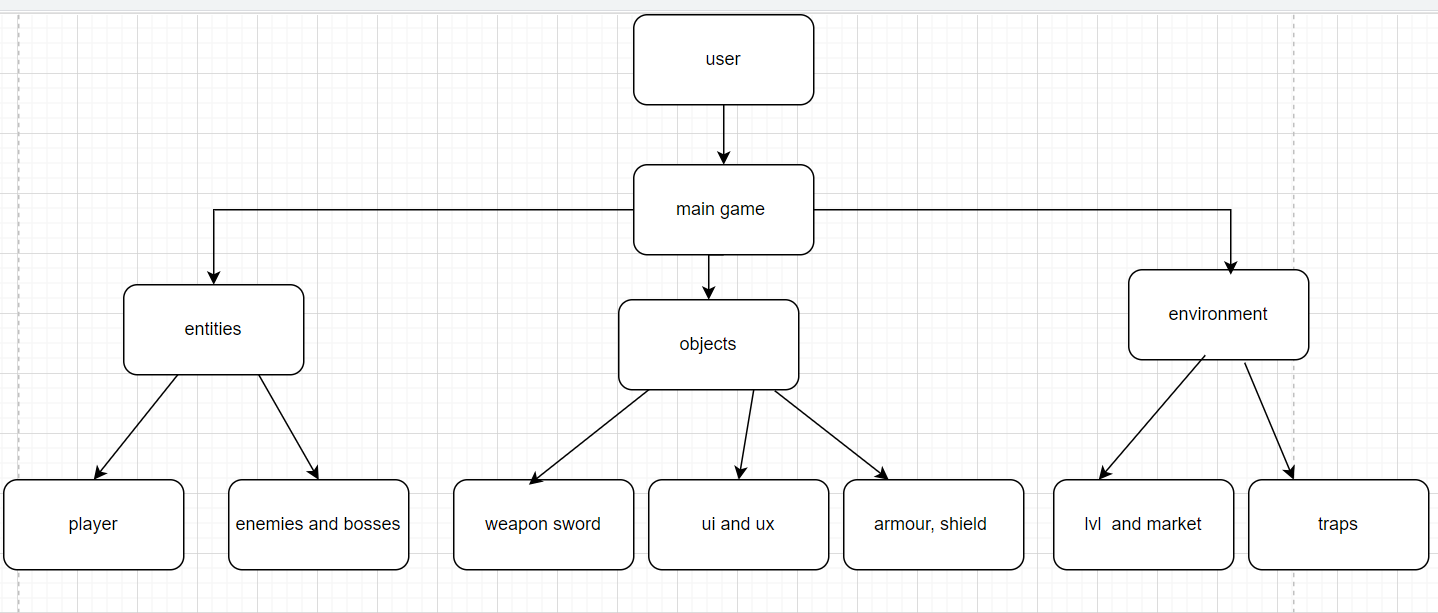 user
main game
entities
objects
environment
player
enemies and bosses
weapon sword
ui and ux
armour, shield
lvl  and market
traps